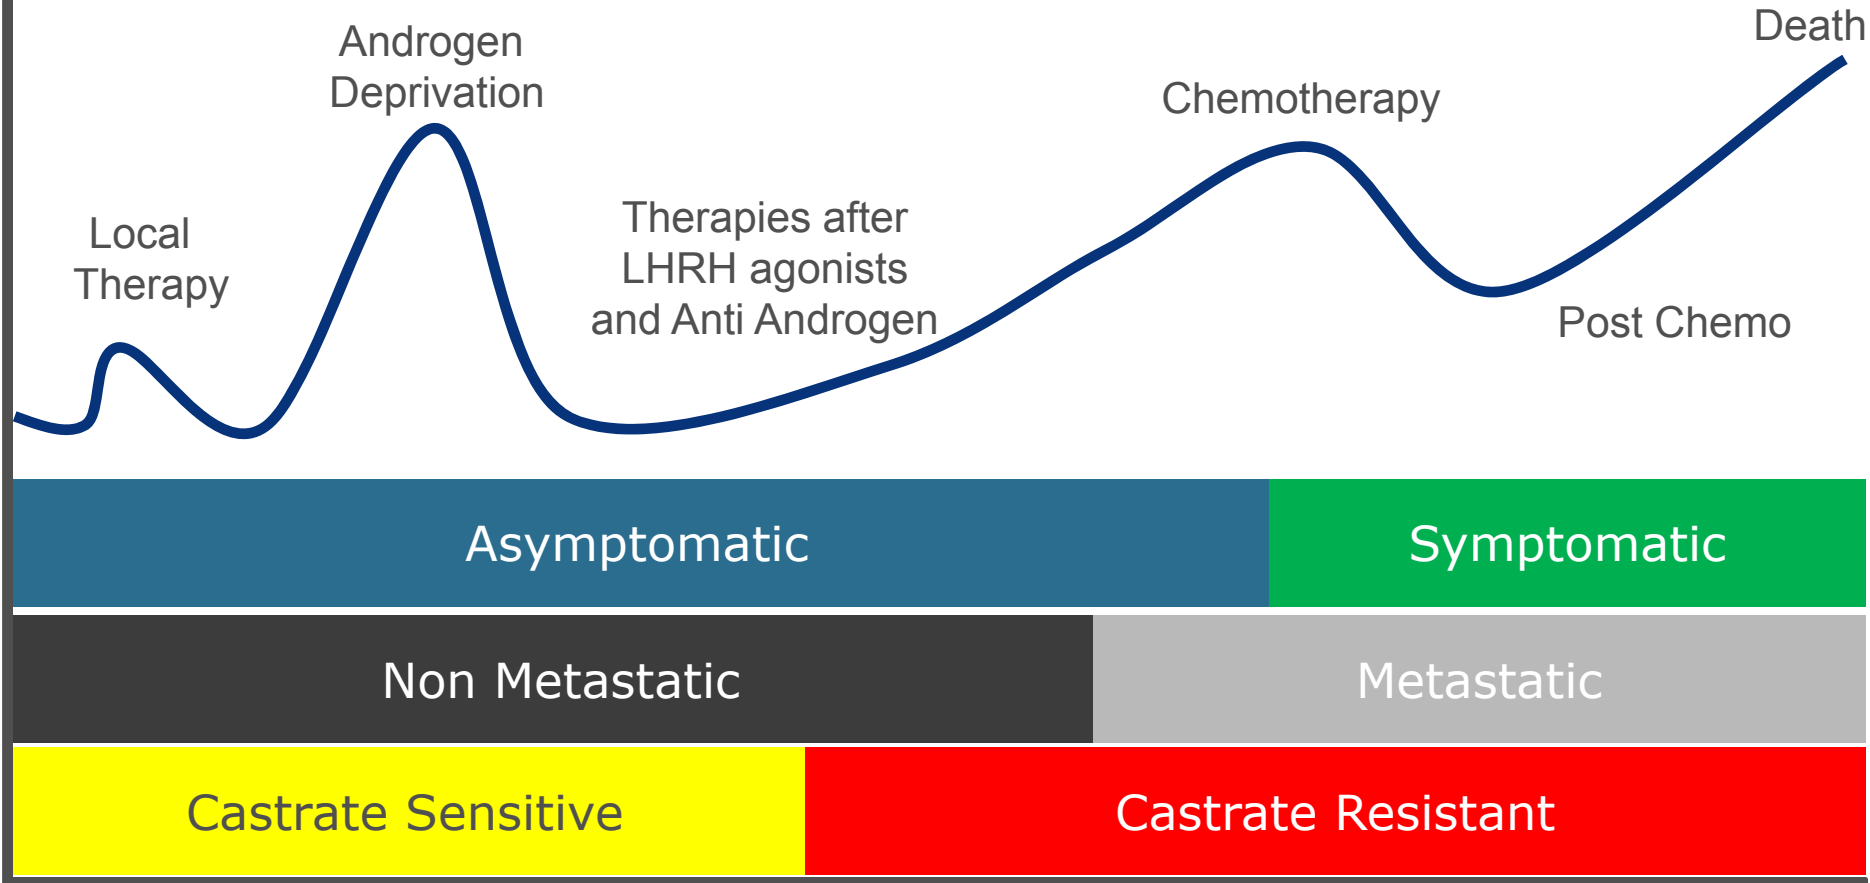 Death
Androgen
Deprivation
Chemotherapy
Local
Therapy
Therapies after
LHRH agonists
and Anti Androgen
Post Chemo
Asymptomatic
Symptomatic
Non Metastatic
Metastatic
Castrate Sensitive
Castrate Resistant